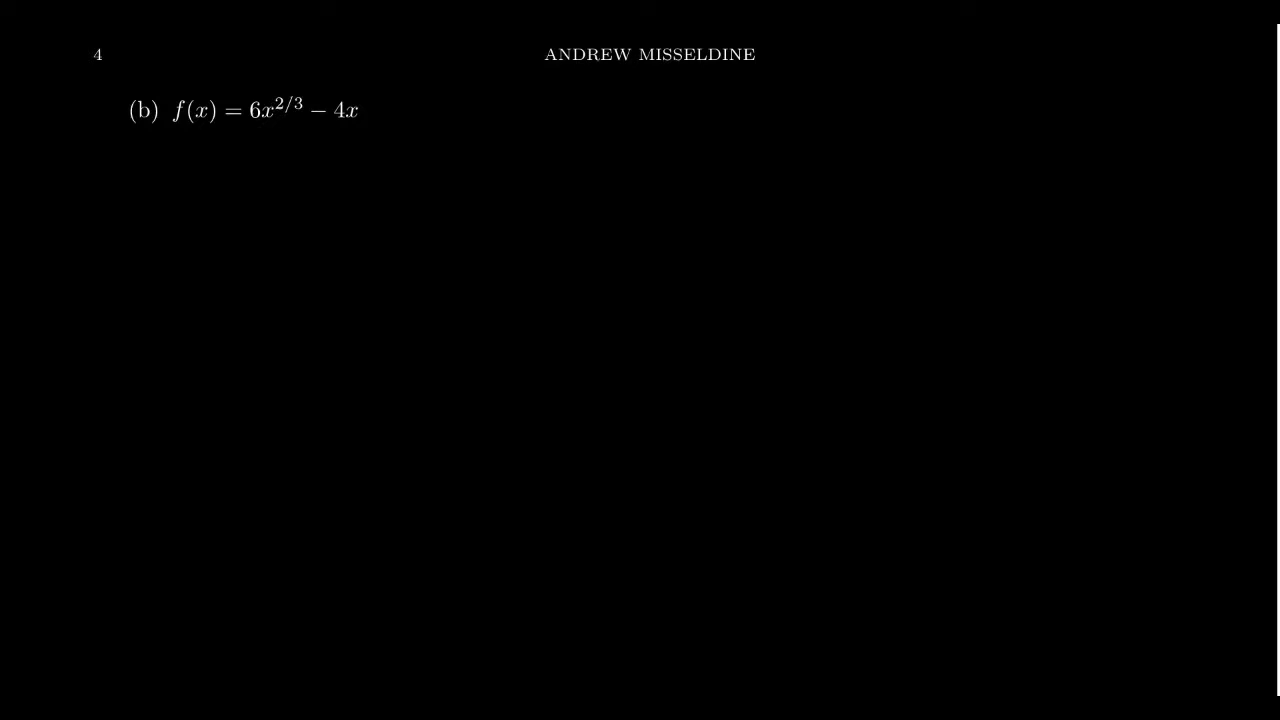 4 ANDREW MISSELDINE
(b) f(x) = 6x^{2/3} − 4x